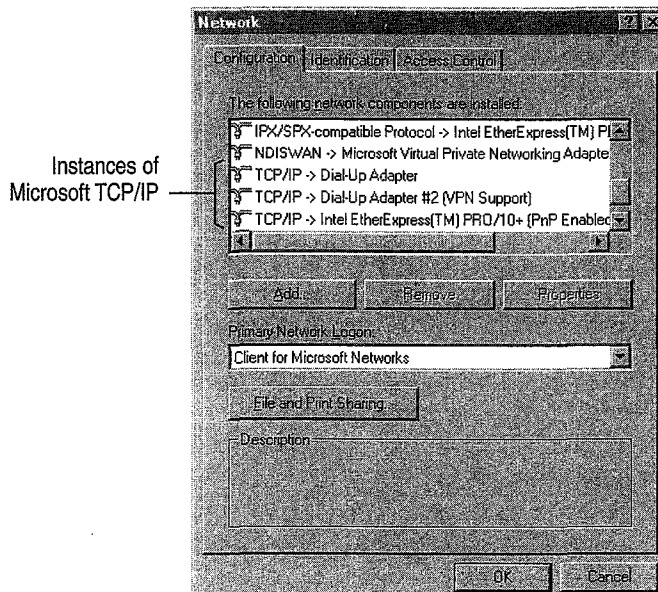 Network
Configuration Identification Access Control
The following network components are installed:
IPX/SPX-compatible Protocol -> Intel EtherExpress(TM) P
NDISWAN -> Microsoft Virtual Private Networking Adapte
TCP/IP -> Dial-Up Adapter
TCP/IP -> Dial-Up Adapter #2 (VPN Support)
TCP/IP -> Intel EtherExpress(TM) PRO/10+ (PnP Enabled
Instances of
Microsoft TCP/IP
Add... Remove Properties
Primary Network Logon:
Client for Microsoft Networks
File and Print Sharing...
Description
OK Cancel